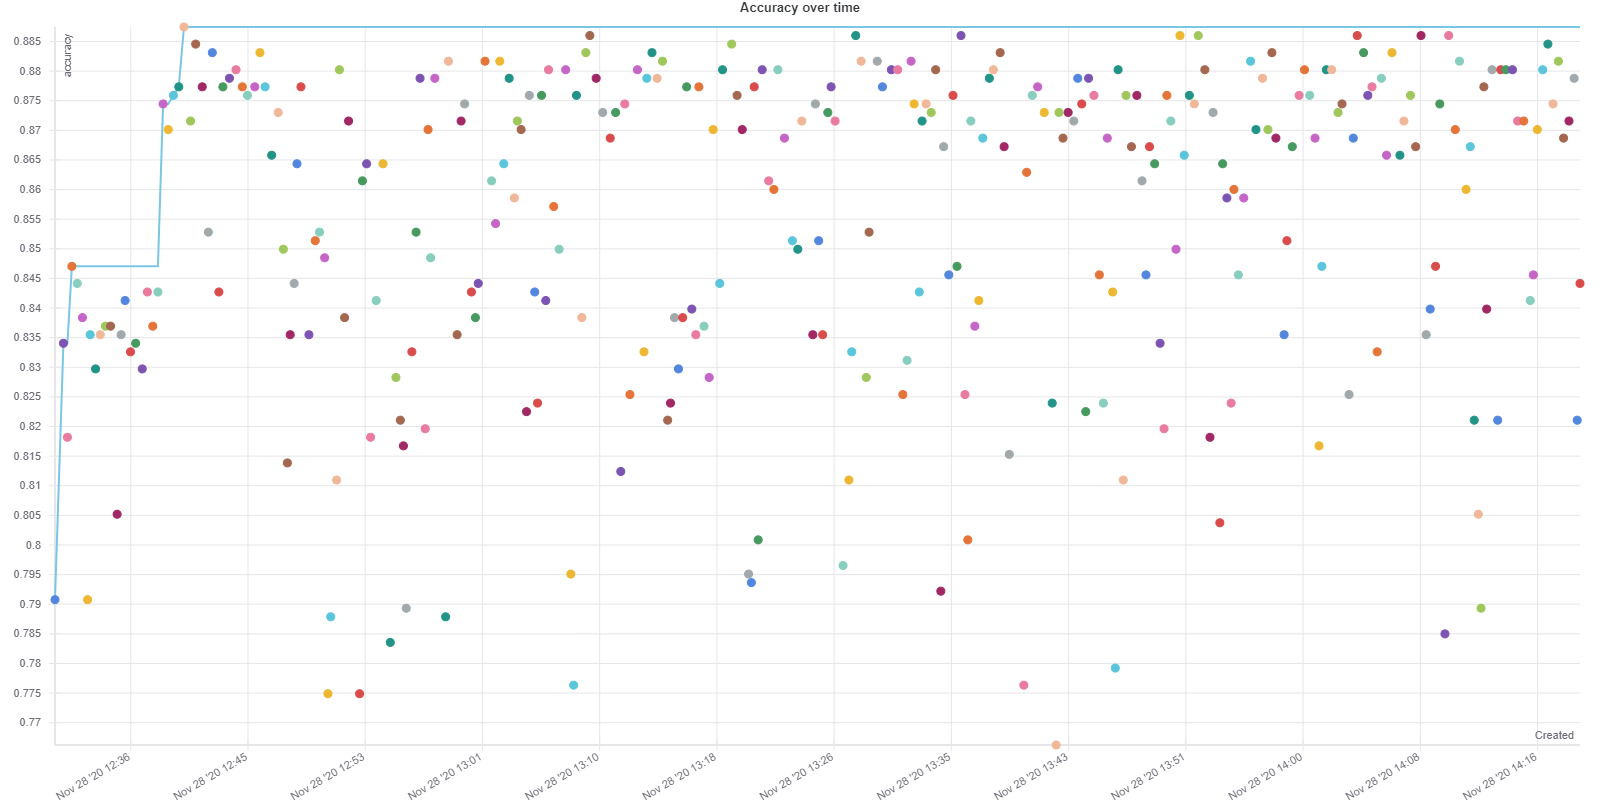 Accuracy over time
accuracy
0.885
0.88
0.875
0.87
0.865
0.86
0.855
0.85
0.845
0.84
0.835
0.83
0.825
0.82
0.815
0.81
0.805
0.8
0.795
0.79
0.785
0.78
0.775
0.77
Created
Nov 28 '20 12:36
Nov 28 '20 12:45
Nov 28 '20 12:53
Nov 28 '20 13:01
Nov 28 '20 13:10
Nov 28 '20 13:18
Nov 28 '20 13:26
Nov 28 '20 13:35
Nov 28 '20 13:43
Nov 28 '20 13:51
Nov 28 '20 14:00
Nov 28 '20 14:08
Nov 28 '20 14:16